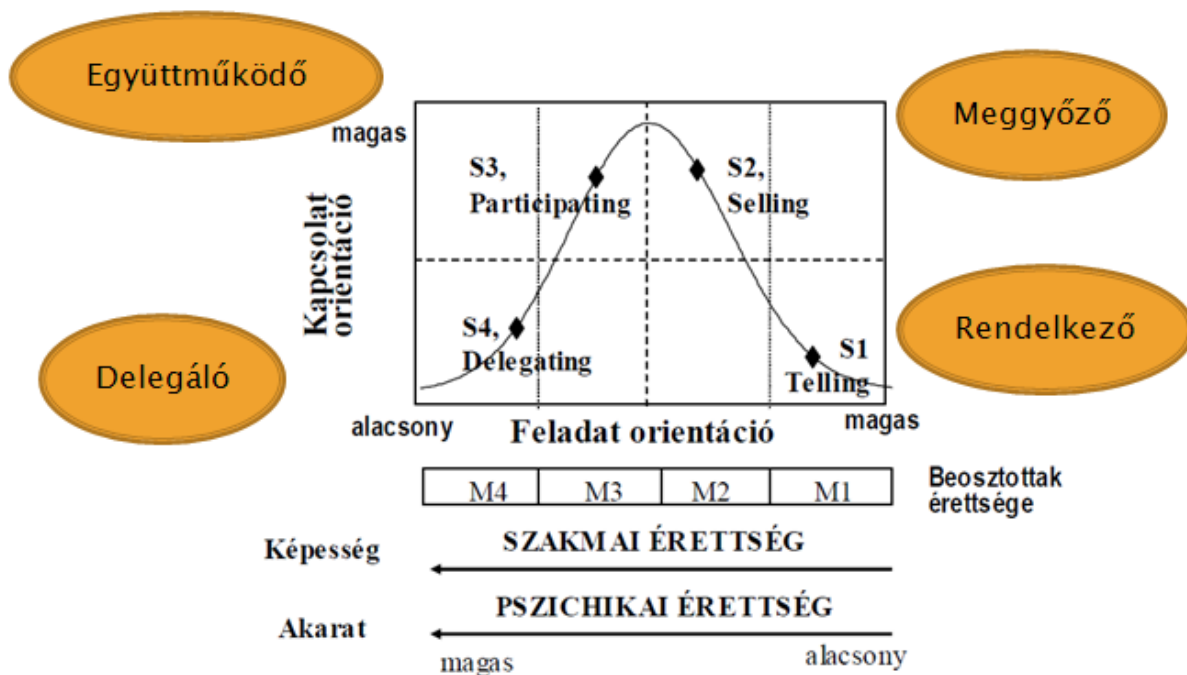 Együttműködő
Meggyőző
magas
S3,
Participating
S2,
Selling
Kapcsolat
orientáció
Rendelkező
Delegáló
S4,
Delegating
S1
Telling
alacsony
Feladat orientáció
magas
M4
M3
M2
M1
Beosztottak
érettsége
Képesség
SZAKMAI ÉRETTSÉG
Akarat
PSZICHIKAI ÉRETTSÉG
magas
alacsony